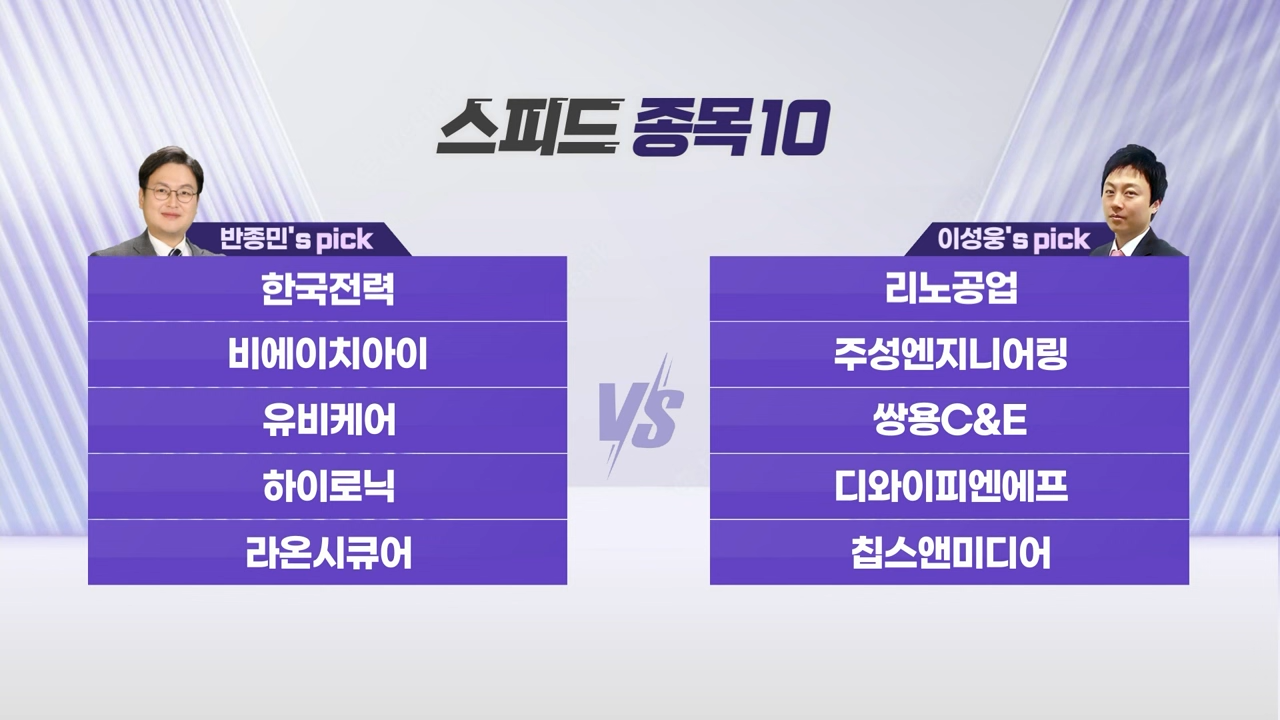 스피드 종목10
반종민's pick
한국전력
비에이치아이
유비케어
하이로닉
라온시큐어
VS
이성웅's pick
리노공업
주성엔지니어링
쌍용C&E
디와이피엔에프
칩스앤미디어